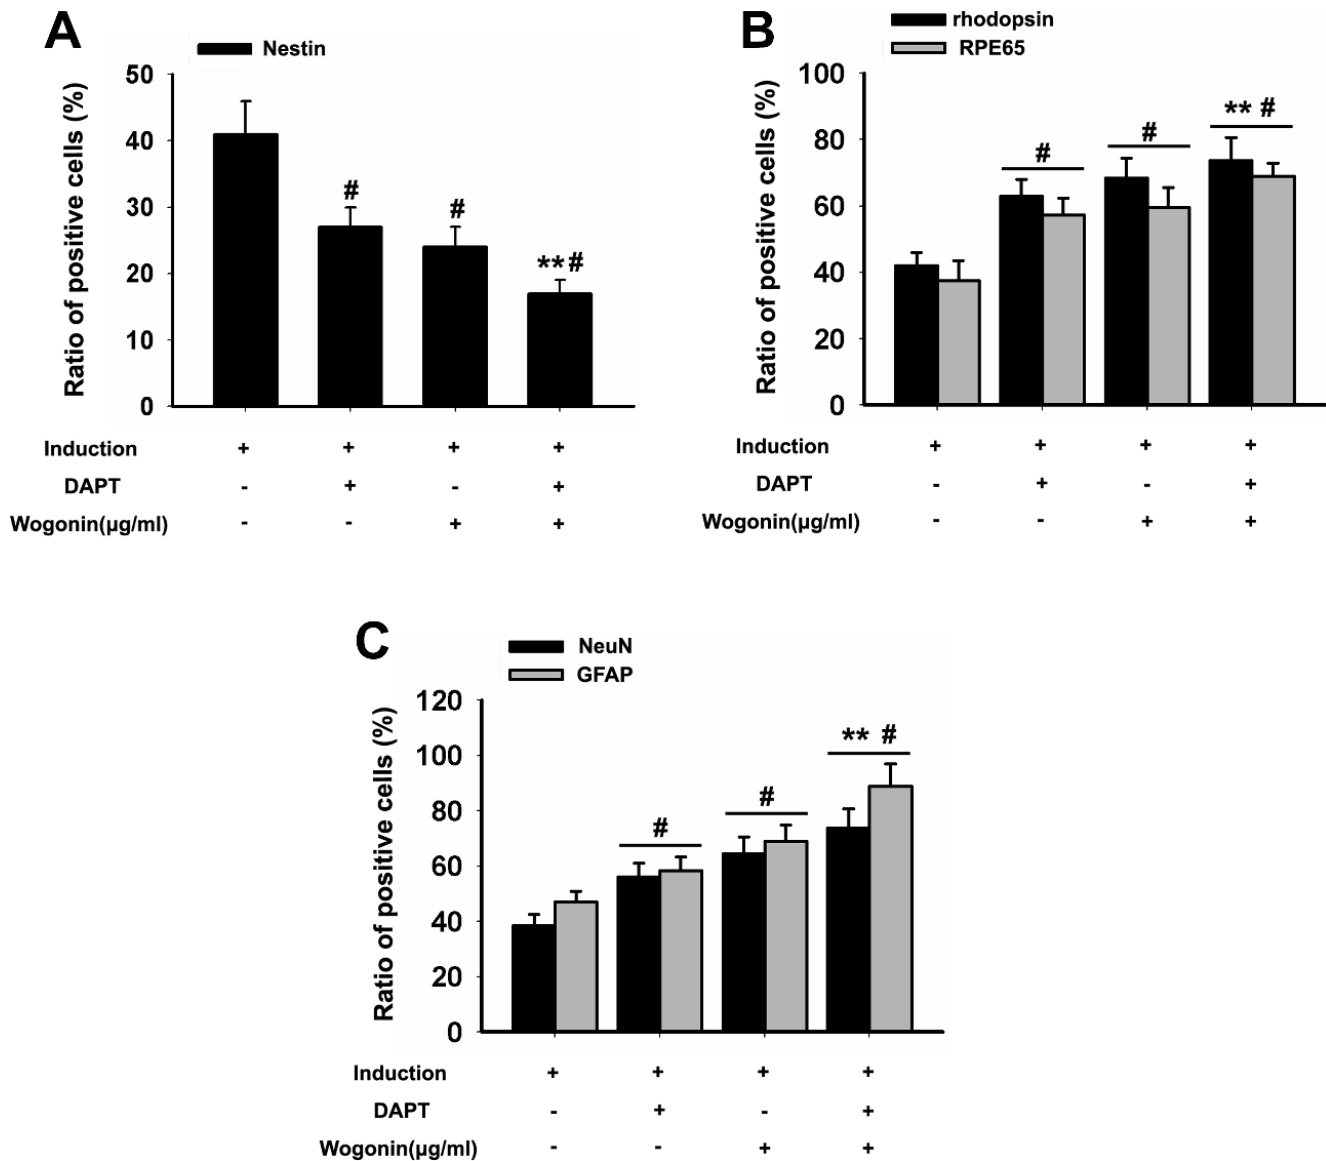 A
Nestin
Ratio of positive cells (%)
50
40
30
20
10
0
#
#
**#
Induction + + + +
DAPT - + - +
Wogonin(µg/ml) - - + +
B
rhodopsin
RPE65
Ratio of positive cells (%)
100
80
60
40
20
0
#
#
** #
Induction + + + +
DAPT - + - +
Wogonin(µg/ml) - - + +
C
NeuN
GFAP
Ratio of positive cells (%)
120
100
80
60
40
20
0
#
#
** #
Induction + + + +
DAPT - + - +
Wogonin(µg/ml) - - + +